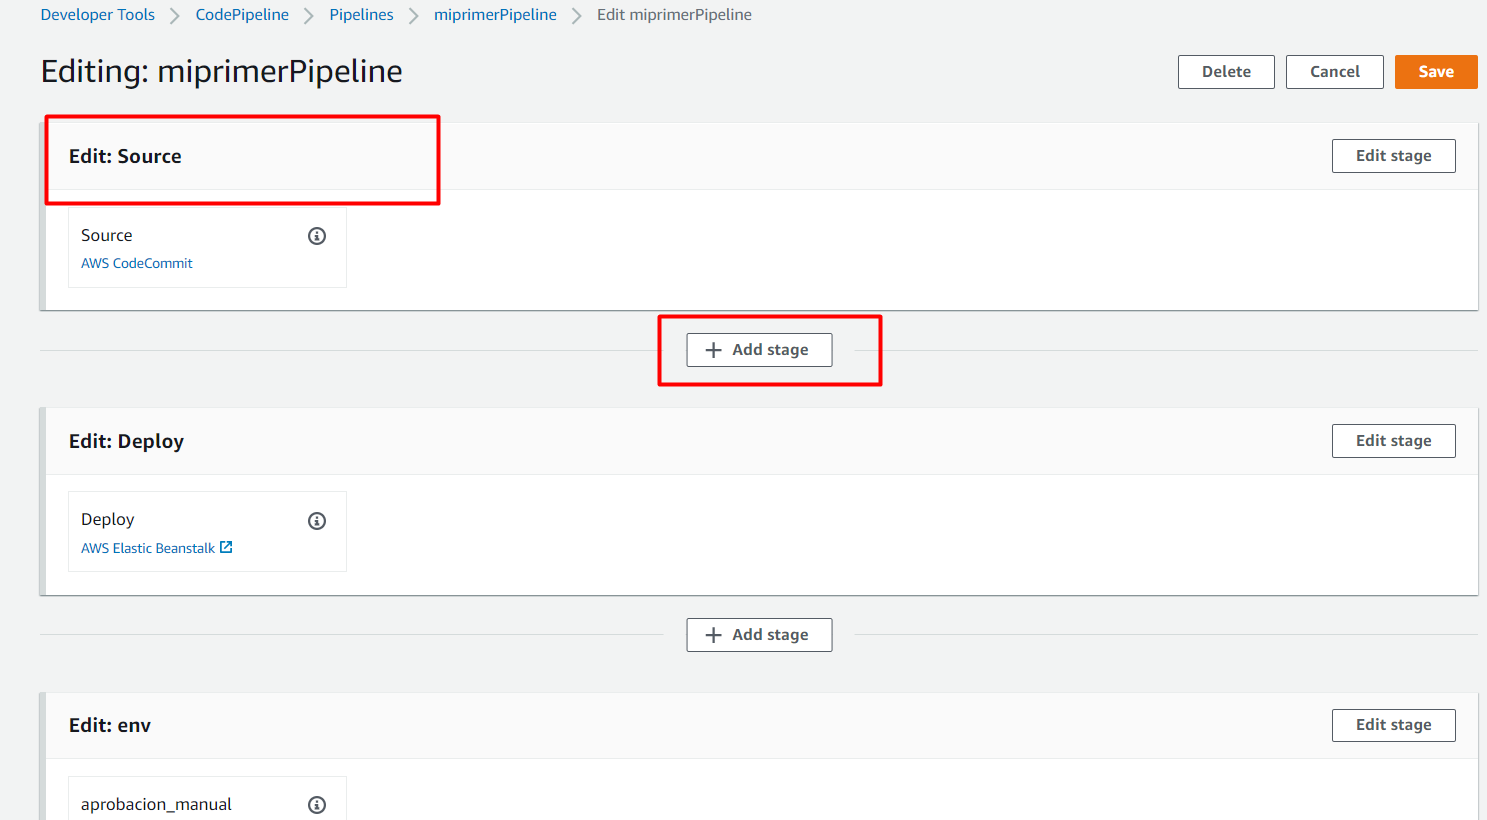 Developer Tools > CodePipeline > Pipelines > miprimerPipeline > Edit miprimerPipeline
Editing: miprimerPipeline
Delete
Cancel
Save
Edit: Source
Edit stage
Source
AWS CodeCommit
+ Add stage
Edit: Deploy
Edit stage
Deploy
AWS Elastic Beanstalk
+ Add stage
Edit: env
Edit stage
aprobacion_manual